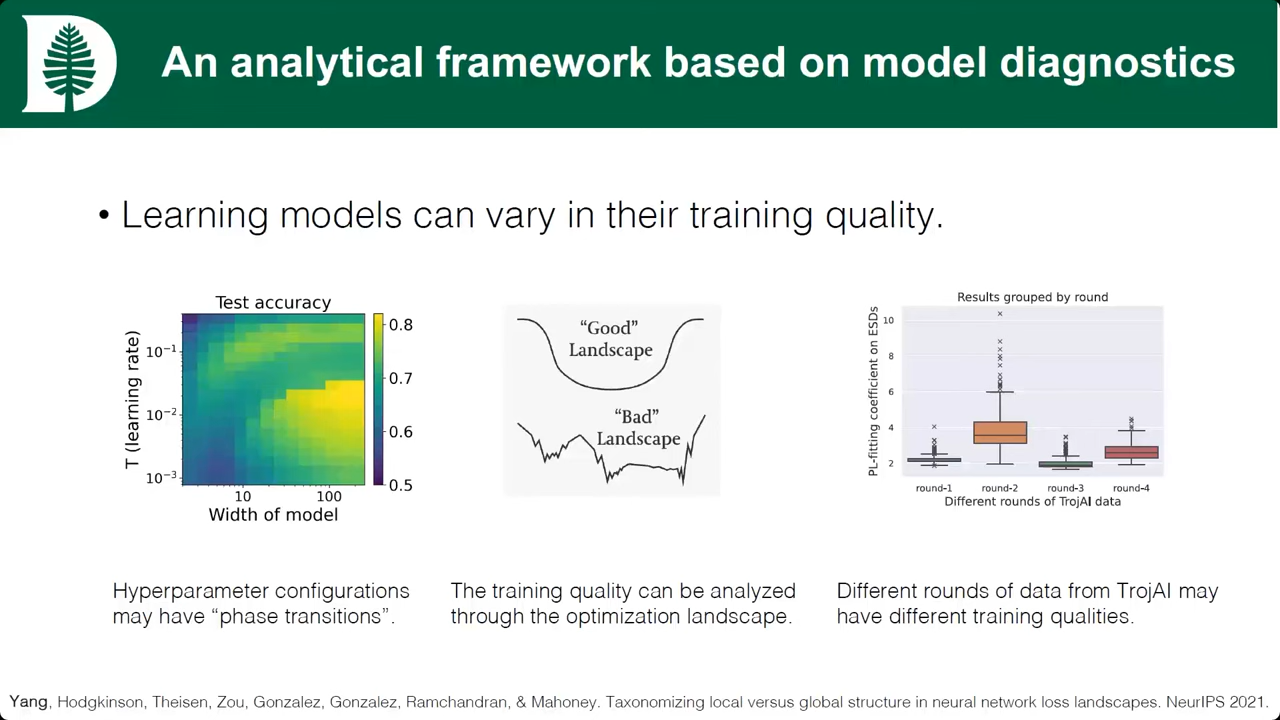 An analytical framework based on model diagnostics
• Learning models can vary in their training quality.
Test accuracy
T (learning rate)
10⁻¹
10⁻²
10⁻³
10
100
Width of model
0.8
0.7
0.6
0.5
"Good"
Landscape
"Bad"
Landscape
Results grouped by round
PL-fitting coefficient on ESDs
10
8
6
4
2
round-1
round-2
round-3
round-4
Different rounds of TrojAI data
Hyperparameter configurations
may have "phase transitions".
The training quality can be analyzed
through the optimization landscape.
Different rounds of data from TrojAI may
have different training qualities.
Yang, Hodgkinson, Theisen, Zou, Gonzalez, Gonzalez, Ramchandran, & Mahoney. Taxonomizing local versus global structure in neural network loss landscapes. NeurIPS 2021.